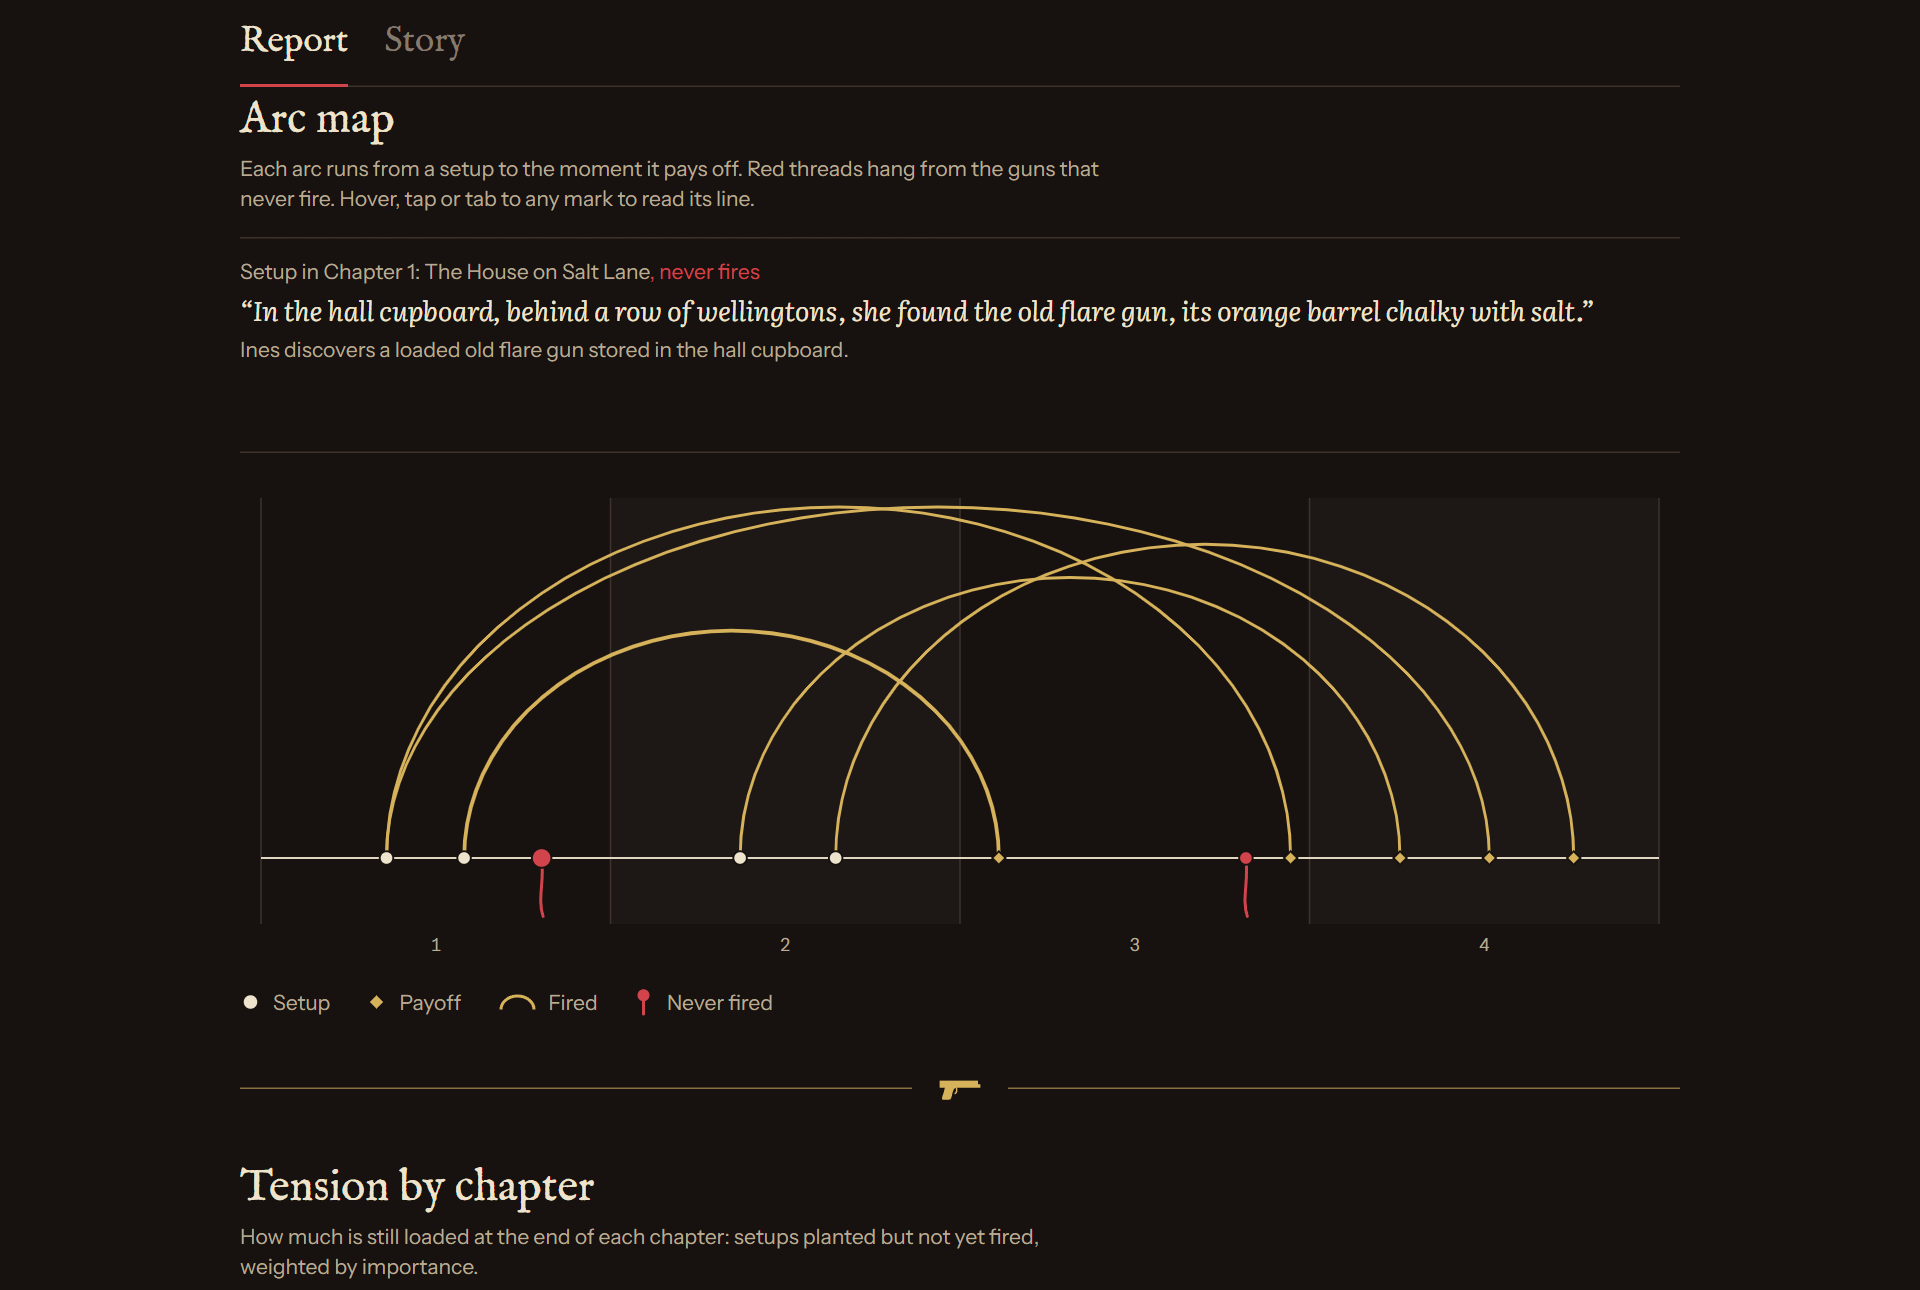 Report Story
Arc map
Each arc runs from a setup to the moment it pays off. Red threads hang from the guns that
never fire. Hover, tap or tab to any mark to read its line.
Setup in Chapter 1: The House on Salt Lane, never fires
“In the hall cupboard, behind a row of wellingtons, she found the old flare gun, its orange barrel chalky with salt.”
Ines discovers a loaded old flare gun stored in the hall cupboard.
1 2 3 4
Setup Payoff Fired Never fired
Tension by chapter
How much is still loaded at the end of each chapter: setups planted but not yet fired,
weighted by importance.